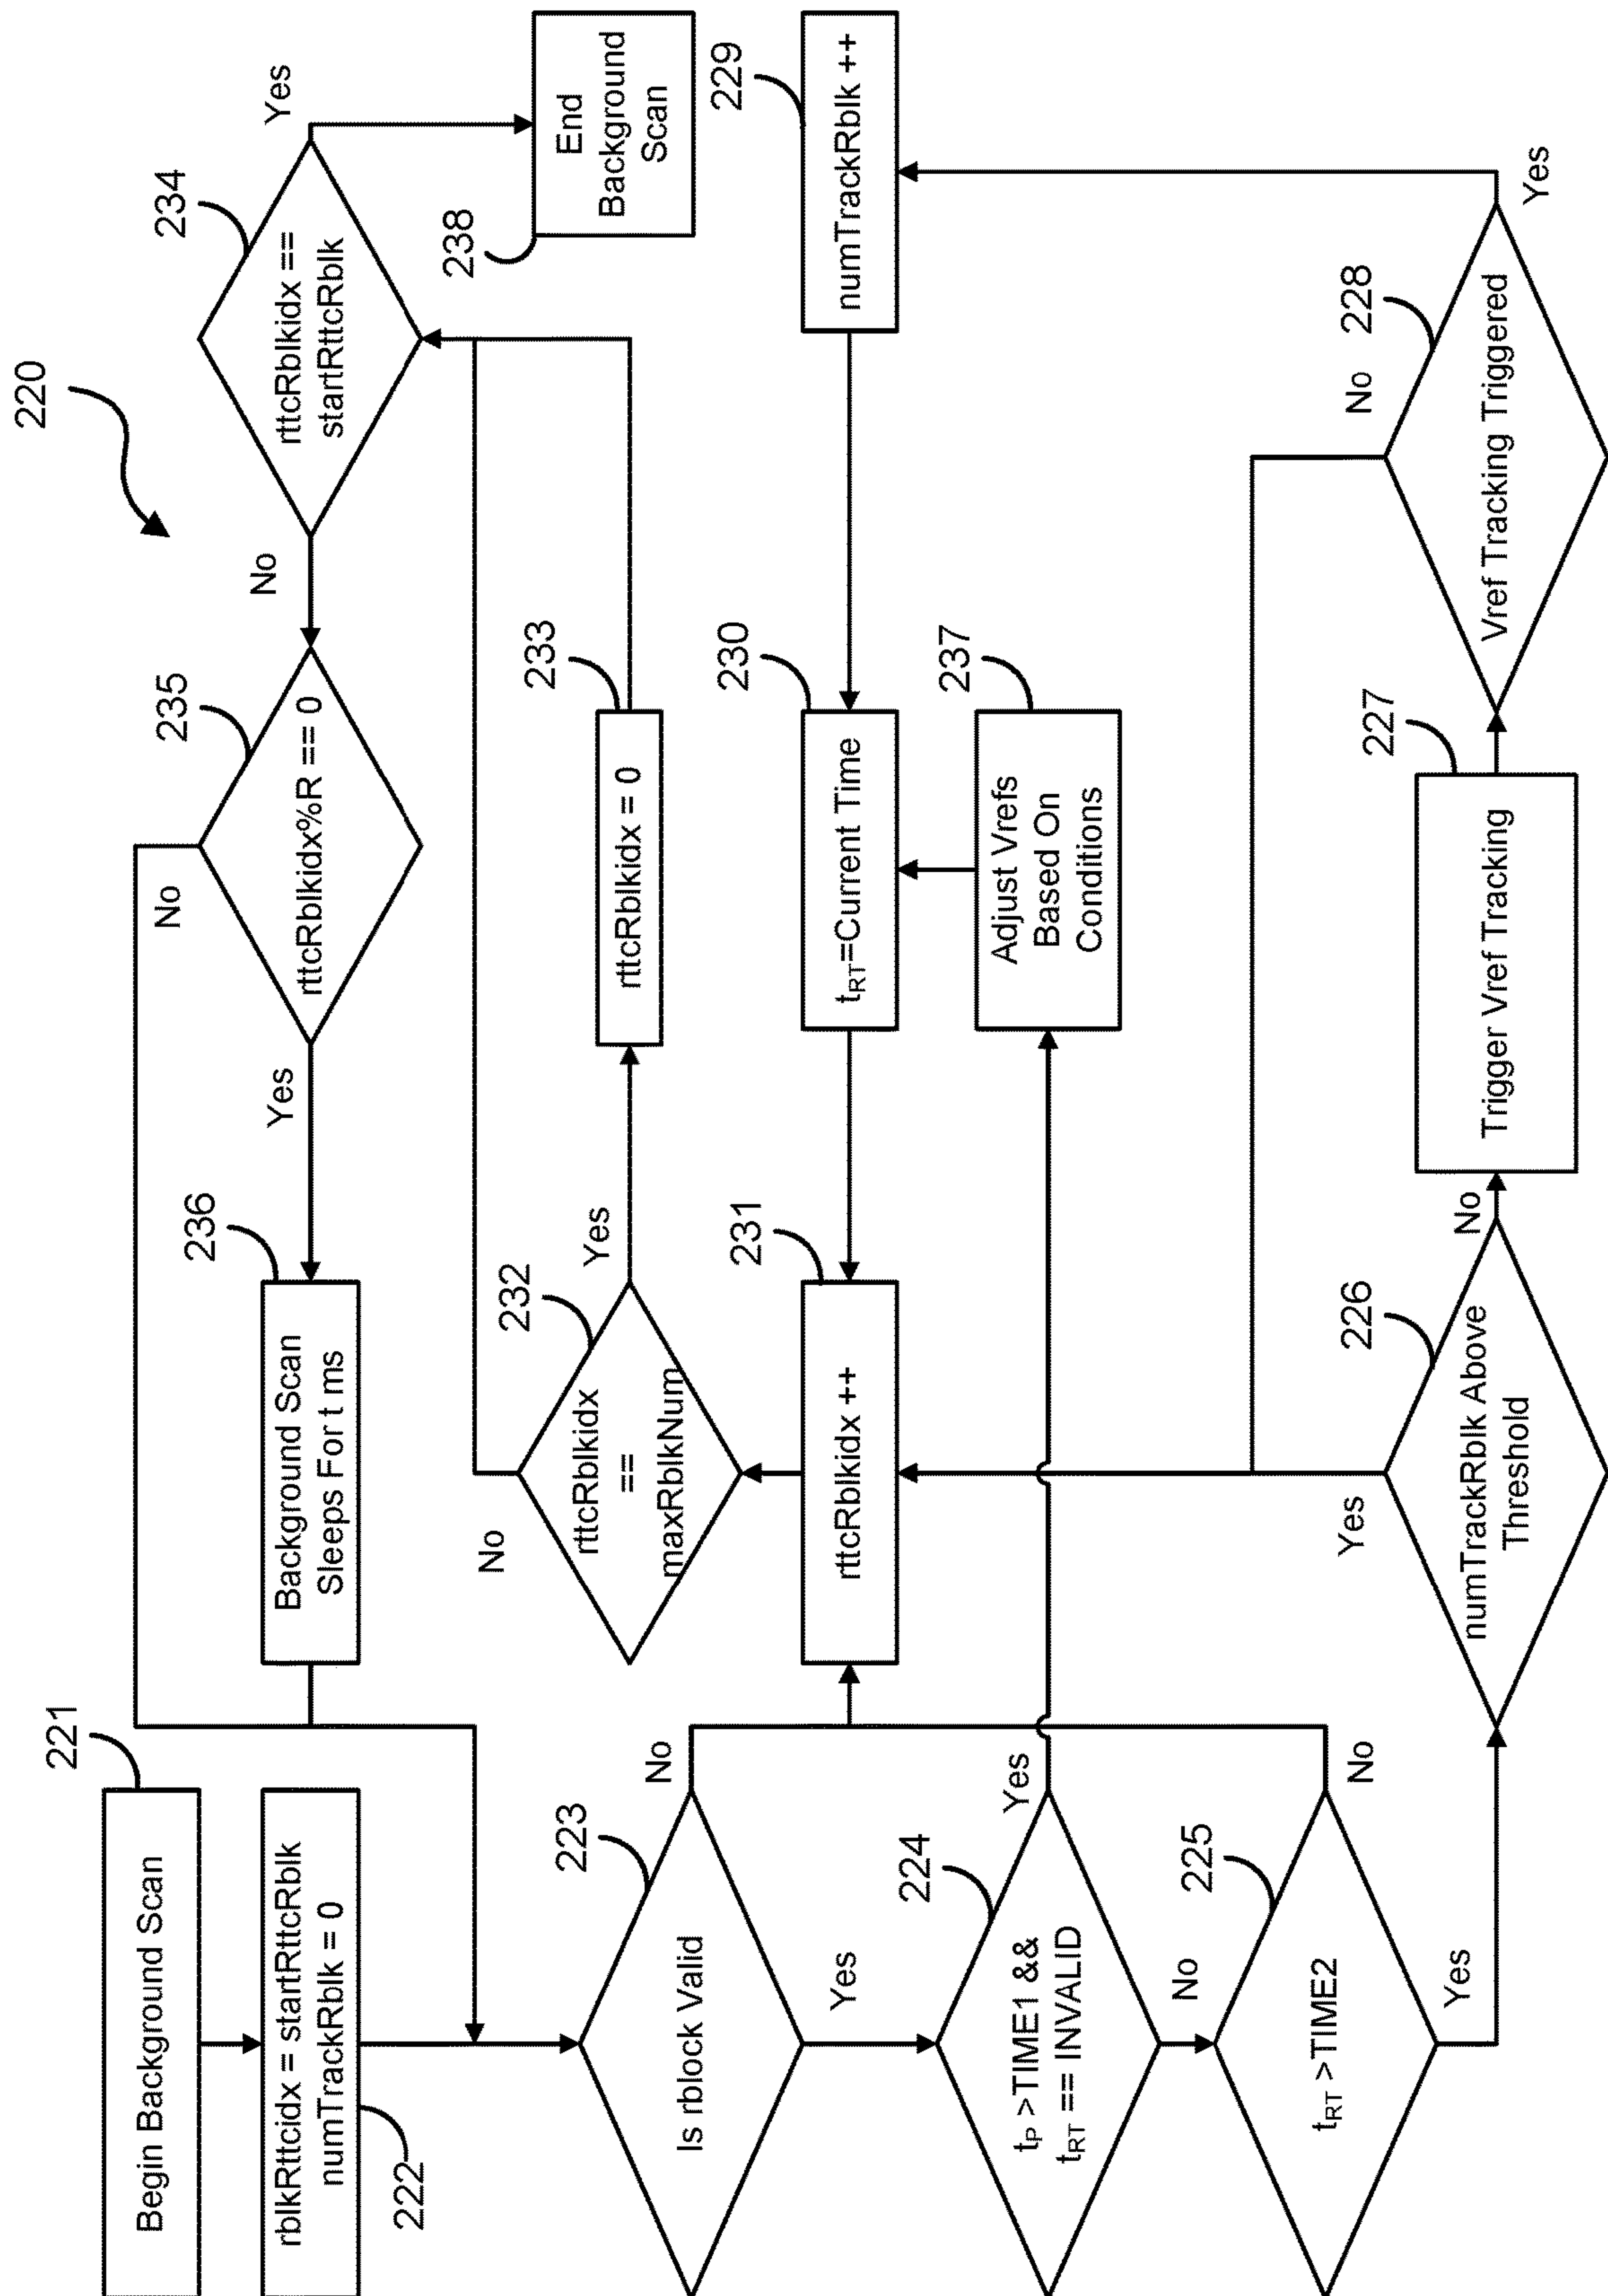 220
221
Begin Background Scan
rblkRttcidx = startRttcRblk
numTrackRblk = 0
222
223
Is rblock Valid
No
Yes
224
tP >TIME1 &&
tRT == INVALID
Yes
No
225
tRT >TIME2
No
Yes
226
numTrackRblk Above
Threshold
Yes
No
227
Trigger Vref Tracking
228
Vref Tracking Triggered
No
Yes
229
numTrackRblk ++
230
tRT=Current Time
237
Adjust Vrefs
Based On
Conditions
231
rttcRblkidx ++
232
rttcRblkidx
==
maxRblkNum
No
Yes
233
rttcRblkidx = 0
234
rttcRblkidx ==
startRttcRblk
Yes
No
235
rttcRblkidx%R == 0
No
Yes
236
Background Scan
Sleeps For t ms
238
End
Background
Scan